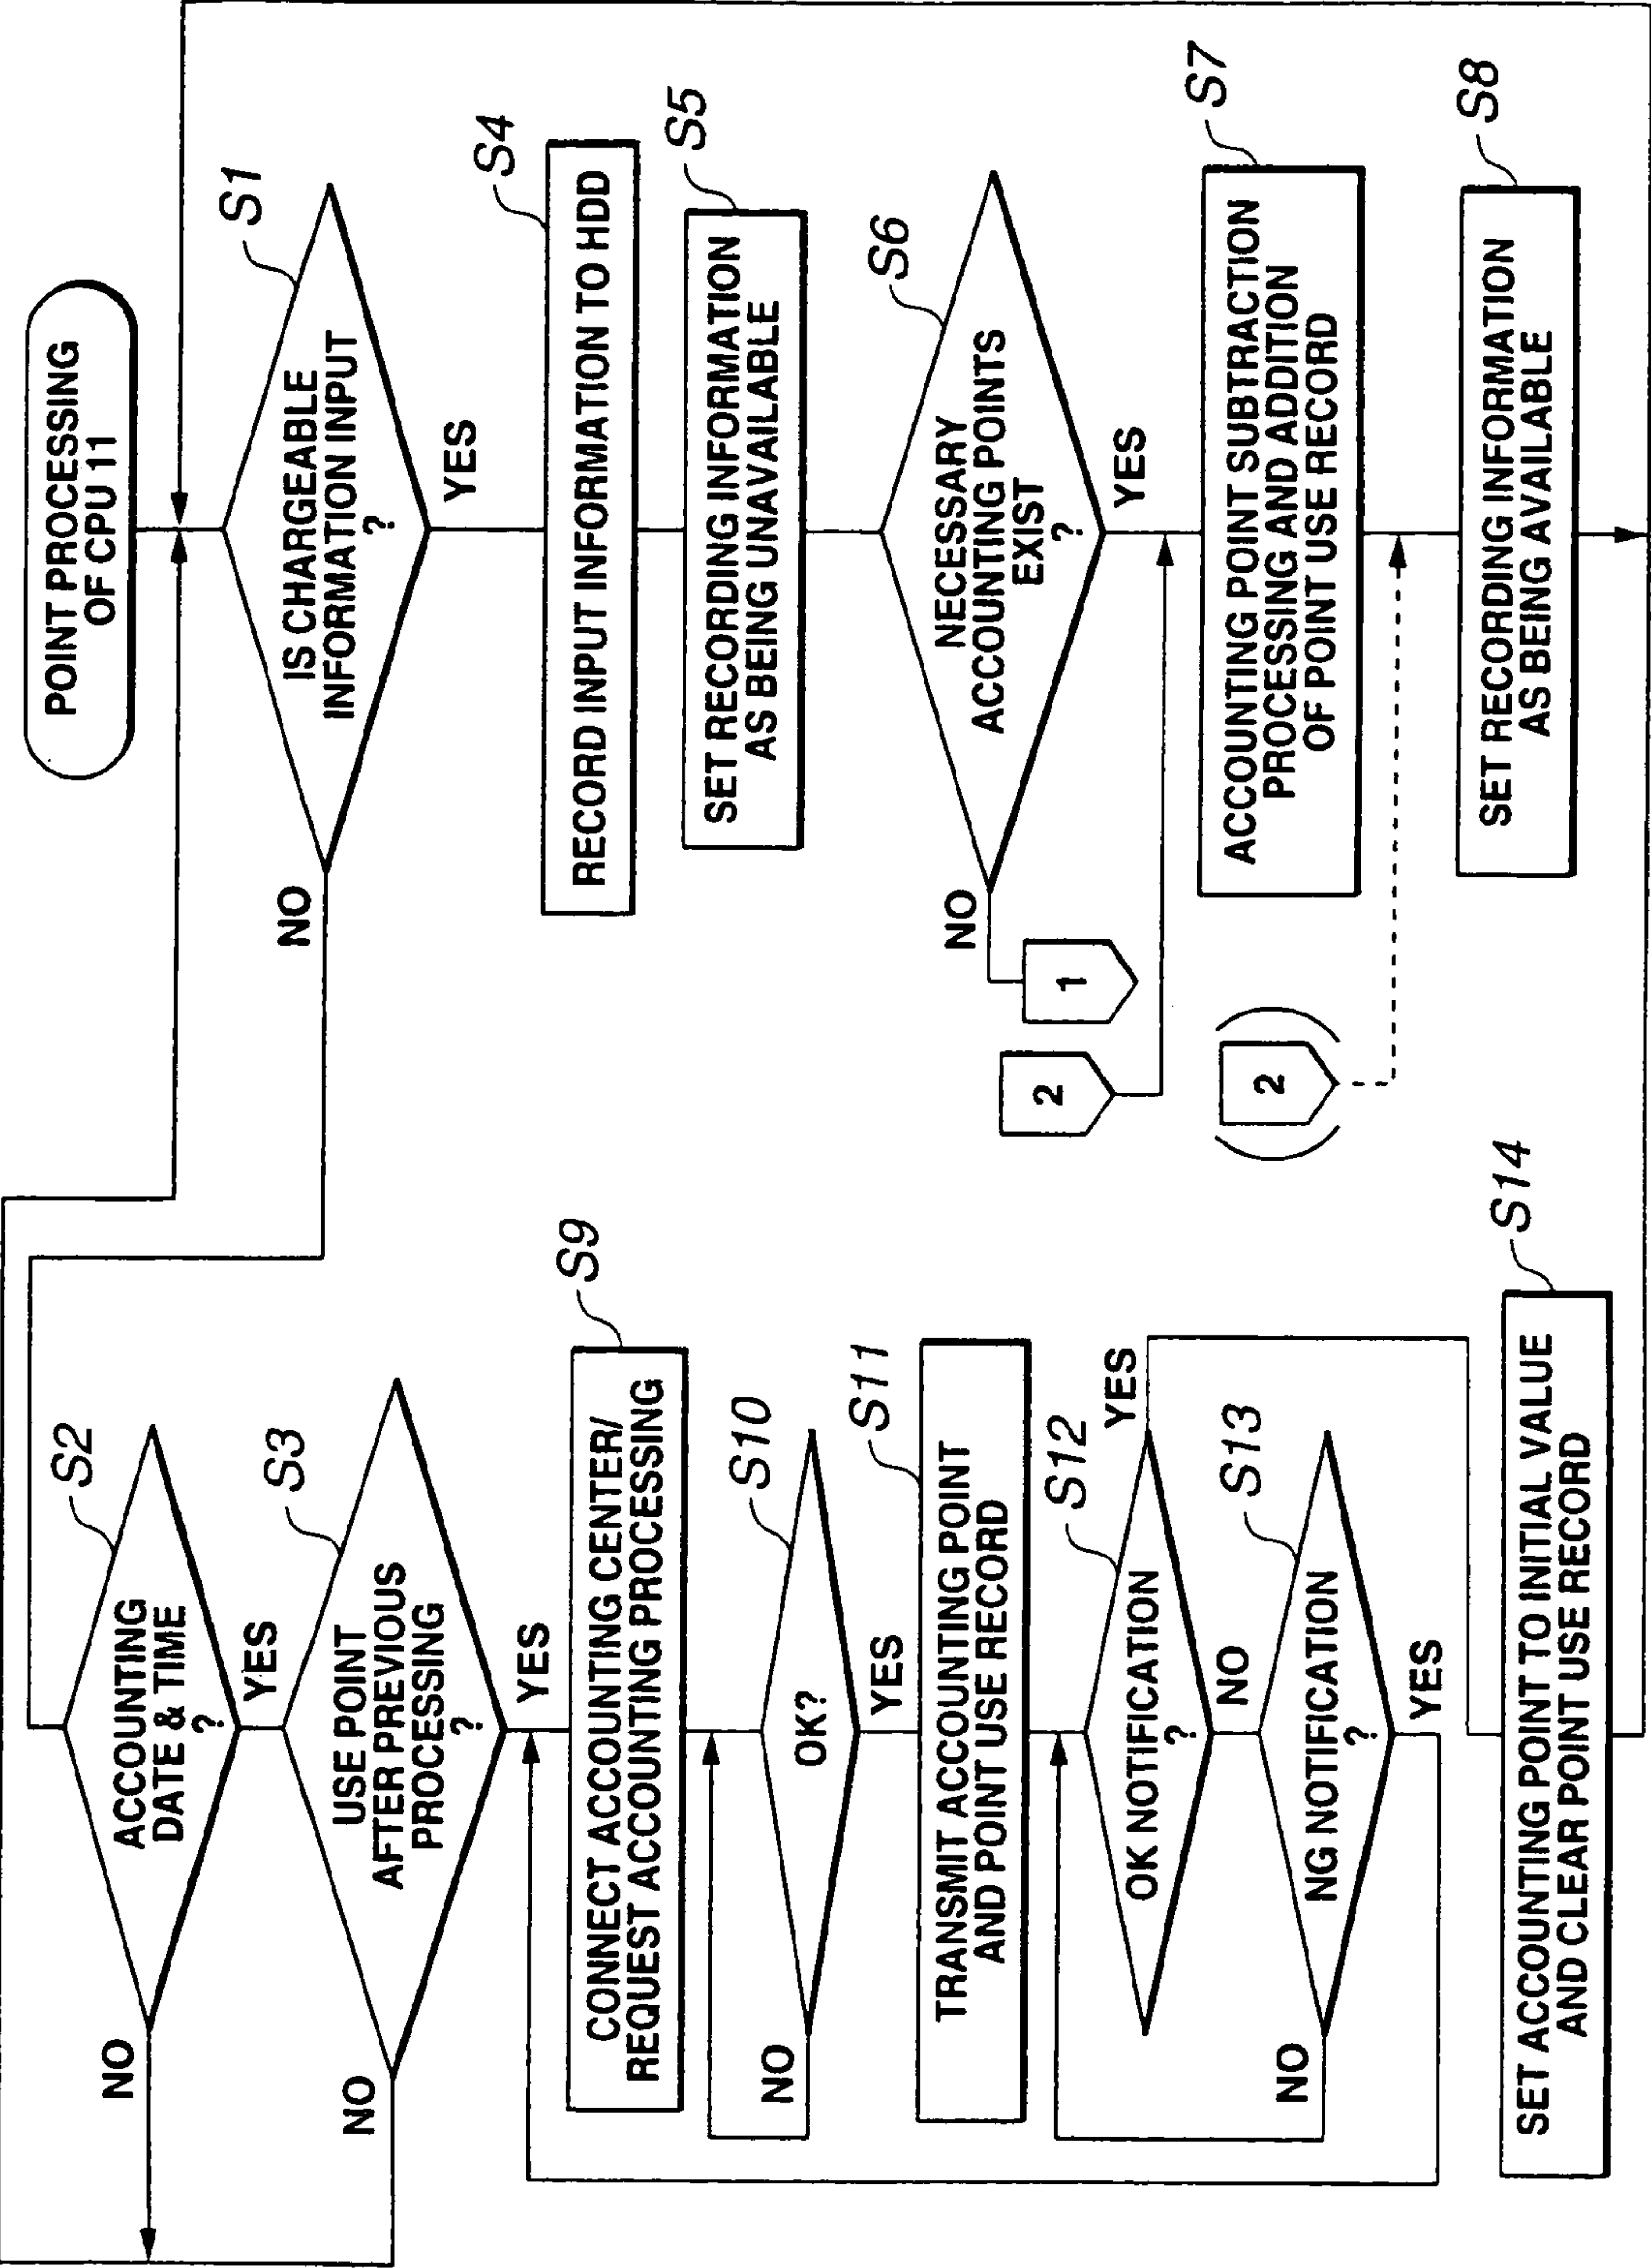 POINT PROCESSING
OF CPU 11
S1
IS CHARGEABLE
INFORMATION INPUT
?
NO
YES
S4
RECORD INPUT INFORMATION TO HDD
S5
SET RECORDING INFORMATION
AS BEING UNAVAILABLE
S6
NECESSARY
ACCOUNTING POINTS
EXIST
?
NO
YES
1
2
S7
ACCOUNTING POINT SUBTRACTION
PROCESSING AND ADDITION
OF POINT USE RECORD
(2)
S8
SET RECORDING INFORMATION
AS BEING AVAILABLE
S2
ACCOUNTING
DATE & TIME
?
NO
YES
S3
USE POINT
AFTER PREVIOUS
PROCESSING
?
NO
YES
S9
CONNECT ACCOUNTING CENTER/
REQUEST ACCOUNTING PROCESSING
S10
OK?
NO
YES
S11
TRANSMIT ACCOUNTING POINT
AND POINT USE RECORD
S12
OK NOTIFICATION
?
YES
NO
S13
NG NOTIFICATION
?
NO
YES
S14
SET ACCOUNTING POINT TO INITIAL VALUE
AND CLEAR POINT USE RECORD